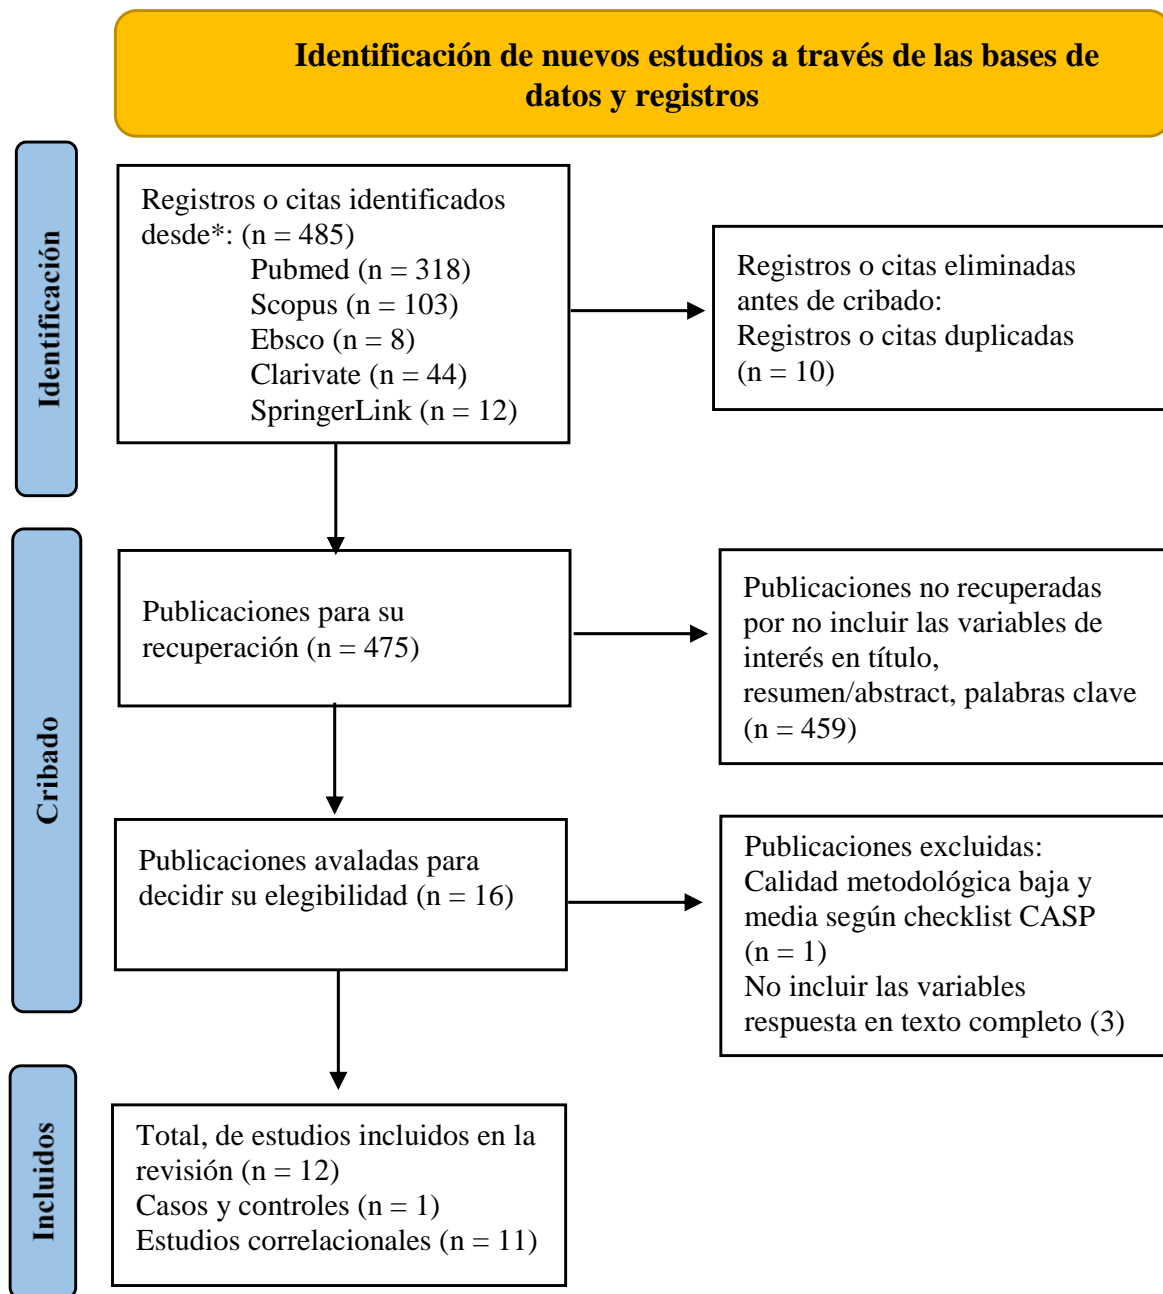 Identificación de nuevos estudios a través de las bases de
datos y registros
Identificación
Registros o citas identificados
desde*: (n = 485)
Pubmed (n = 318)
Scopus (n = 103)
Ebsco (n = 8)
Clarivate (n = 44)
SpringerLink (n = 12)
Registros o citas eliminadas
antes de cribado:
Registros o citas duplicadas
(n = 10)
Cribado
Publicaciones para su
recuperación (n = 475)
Publicaciones no recuperadas
por no incluir las variables de
interés en título,
resumen/abstract, palabras clave
(n = 459)
Publicaciones avaladas para
decidir su elegibilidad (n = 16)
Publicaciones excluidas:
Calidad metodológica baja y
media según checklist CASP
(n = 1)
No incluir las variables
respuesta en texto completo (3)
Incluidos
Total, de estudios incluidos en la
revisión (n = 12)
Casos y controles (n = 1)
Estudios correlacionales (n = 11)